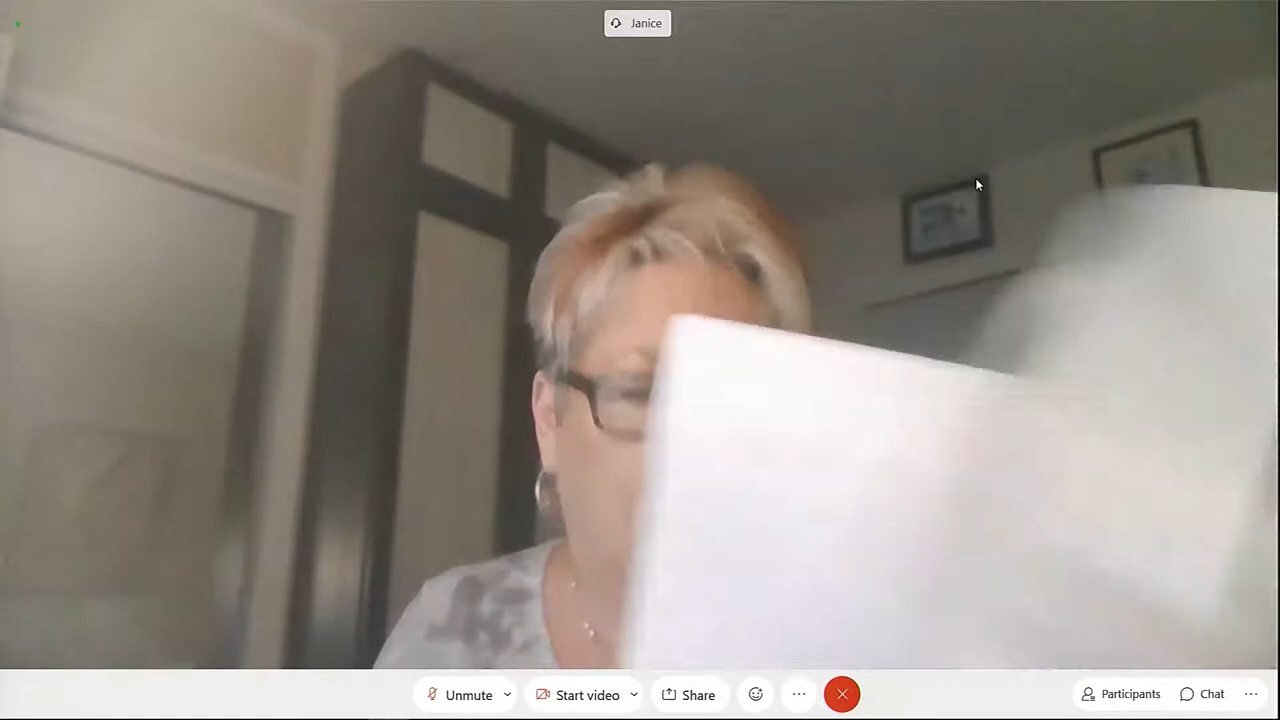 Janice
Unmute
Start video
Share
Participants
Chat